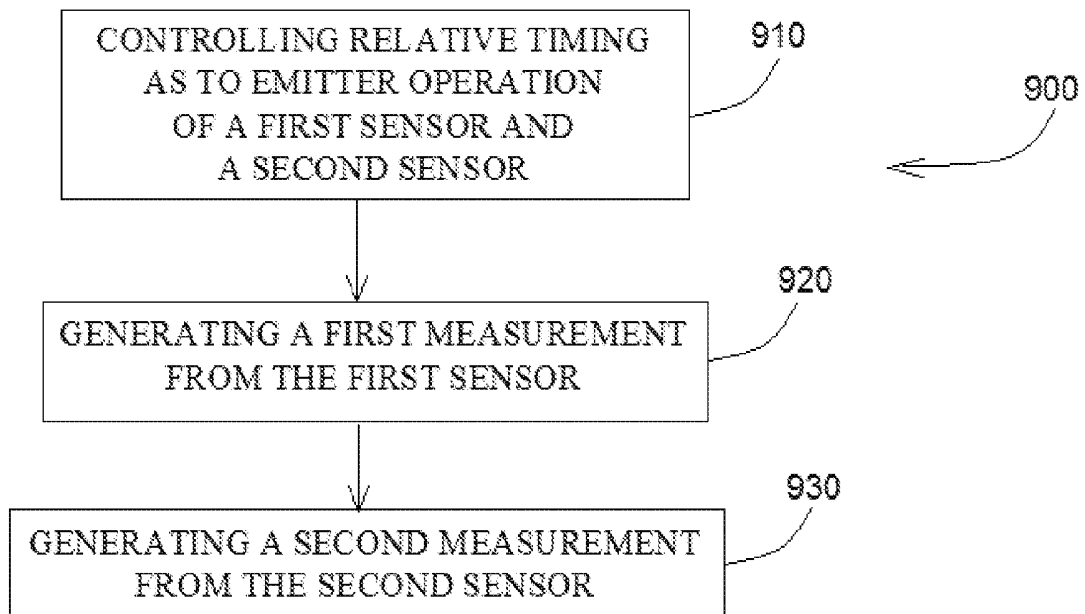 CONTROLLING RELATIVE TIMING
AS TO EMITTER OPERATION
OF A FIRST SENSOR AND
A SECOND SENSOR
910
900
920
GENERATING A FIRST MEASUREMENT
FROM THE FIRST SENSOR
930
GENERATING A SECOND MEASUREMENT
FROM THE SECOND SENSOR